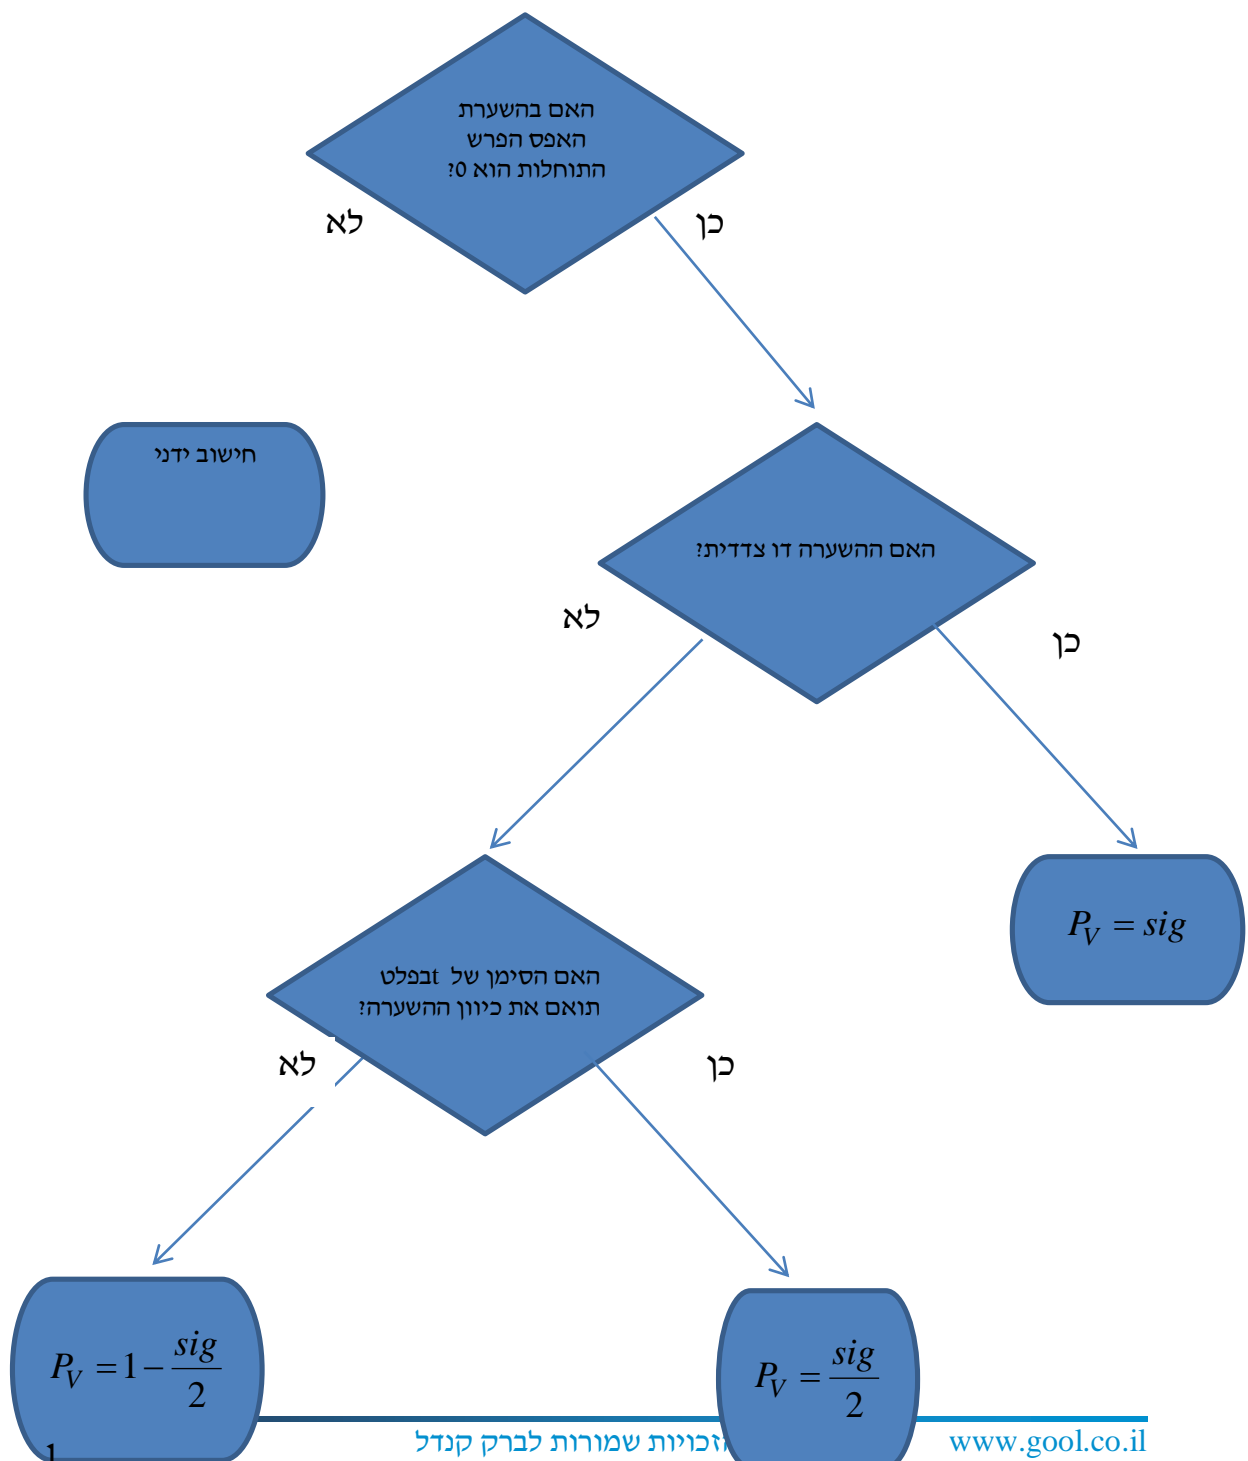 האם בהשערת
האפס הפרש
התוחלות הוא 0?
לא
כן
חישוב ידני
האם ההשערה דו צדדית?
לא
כן
P_V = sig
האם הסימן של tבפלט
תואם את כיוון ההשערה?
לא
כן
P_V = 1 - sig/2
P_V = sig/2
1
זכויות שמורות לברק קנדל
www.gool.co.il